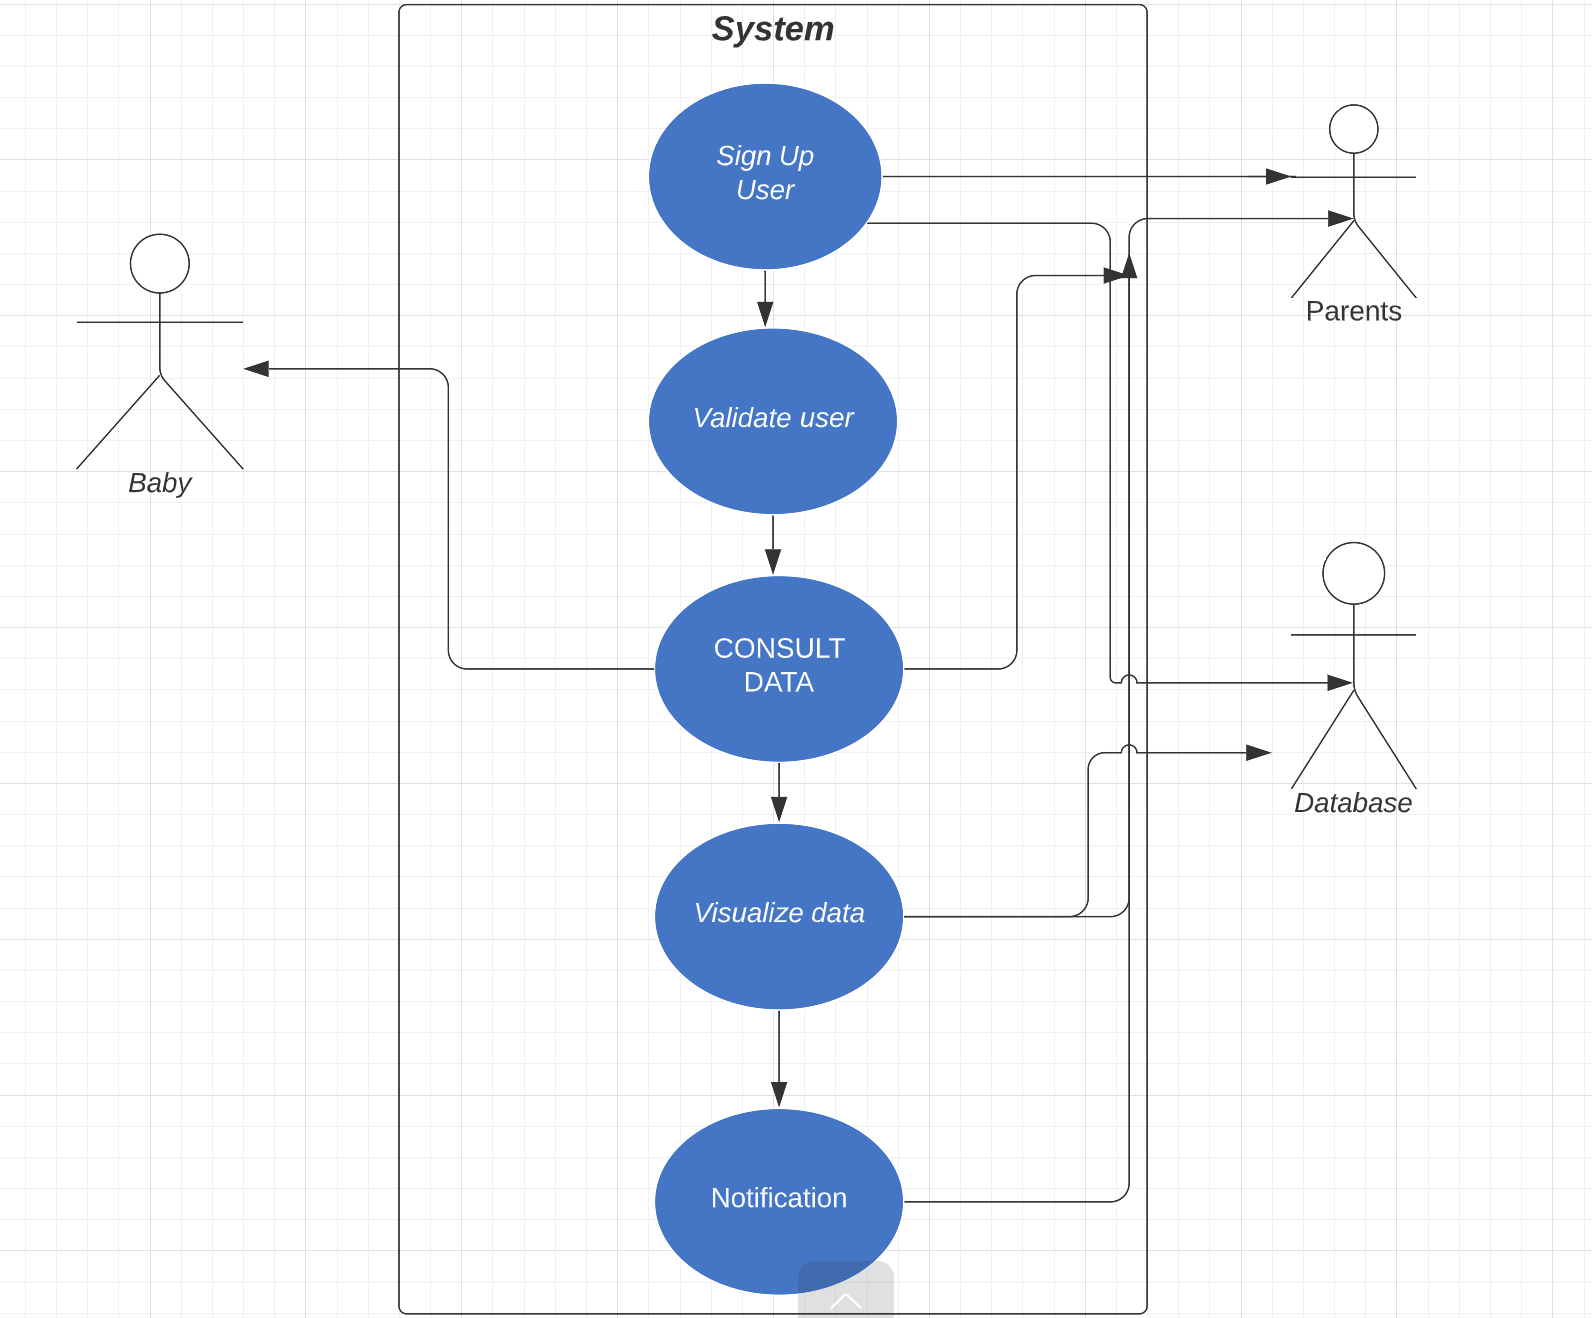 System
Sign Up
User
Parents
Baby
Validate user
CONSULT
DATA
Database
Visualize data
Notification